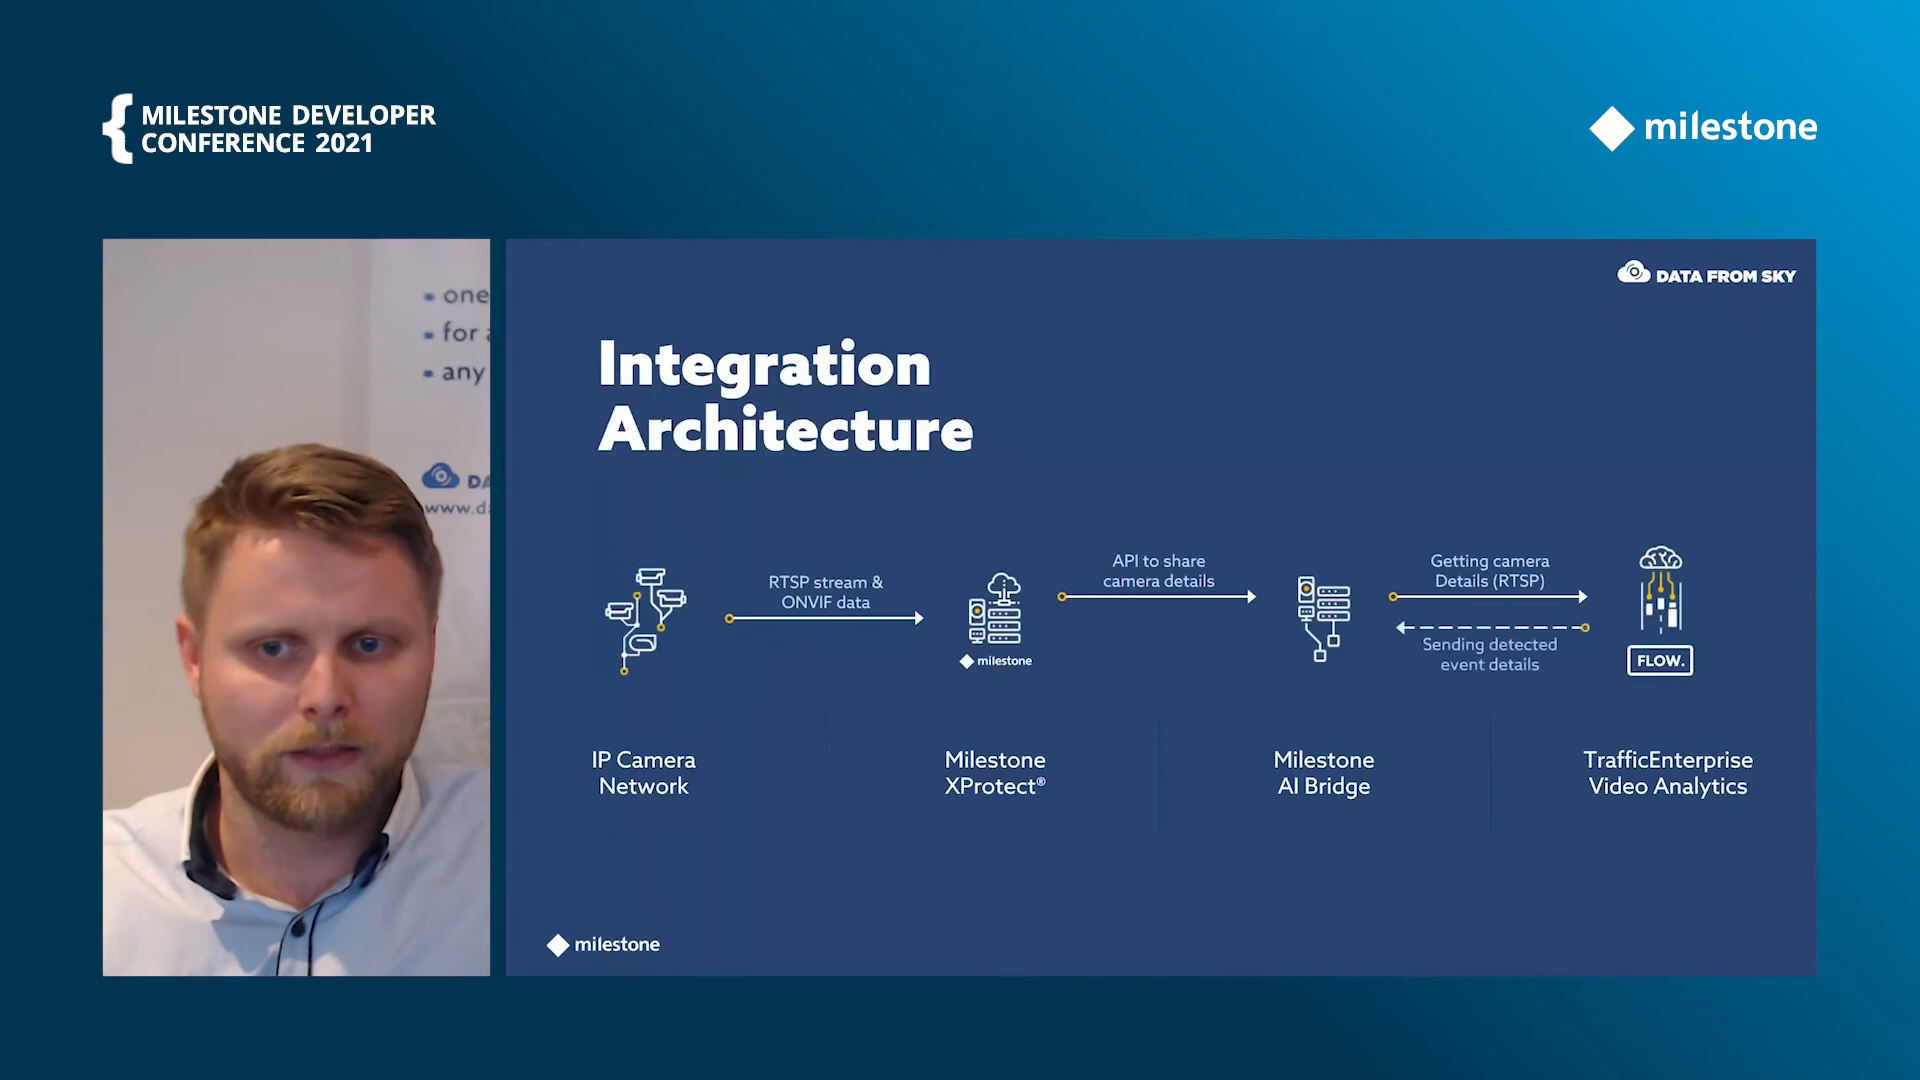 MILESTONE DEVELOPER
CONFERENCE 2021
milestone
one
for
any
www.d
DATA FROM SKY
Integration
Architecture
RTSP stream &
ONVIF data
API to share
camera details
Getting camera
Details (RTSP)
Sending detected
event details
milestone
FLOW.
IP Camera
Network
Milestone
XProtect®
Milestone
AI Bridge
TrafficEnterprise
Video Analytics
milestone